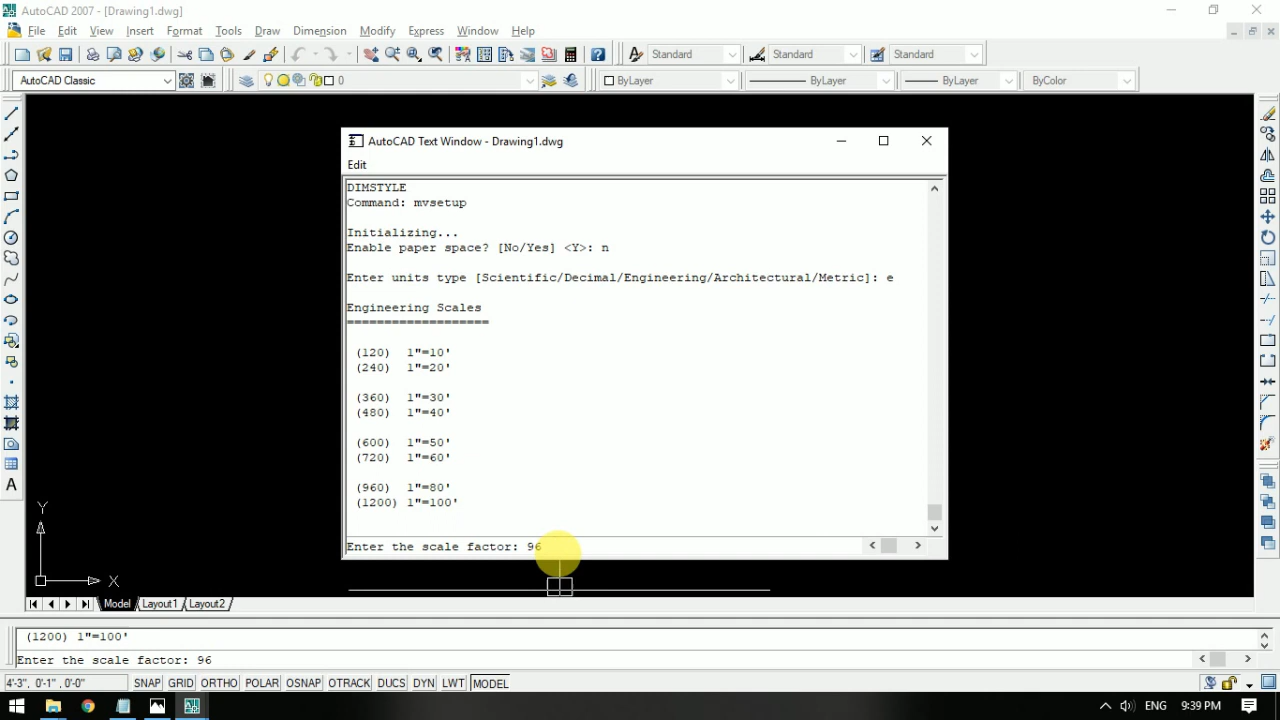 AutoCAD 2007 - [Drawing1.dwg]
File Edit View Insert Format Tools Draw Dimension Modify Express Window Help
Standard Standard Standard
AutoCAD Classic 0 ByLayer ByLayer ByLayer ByColor
AutoCAD Text Window - Drawing1.dwg
Edit
DIMSTYLE
Command: mvsetup
Initializing...
Enable paper space? [No/Yes] <Y>: n
Enter units type [Scientific/Decimal/Engineering/Architectural/Metric]: e
Engineering Scales
===================
(120) 1"=10'
(240) 1"=20'
(360) 1"=30'
(480) 1"=40'
(600) 1"=50'
(720) 1"=60'
(960) 1"=80'
(1200) 1"=100'
Enter the scale factor: 96
A
Y
X
Model Layout1 Layout2
(1200) 1"=100'
Enter the scale factor: 96
4'-3", 0'-1" , 0'-0" SNAP GRID ORTHO POLAR OSNAP OTRACK DUCS DYN LWT MODEL
ENG 9:39 PM